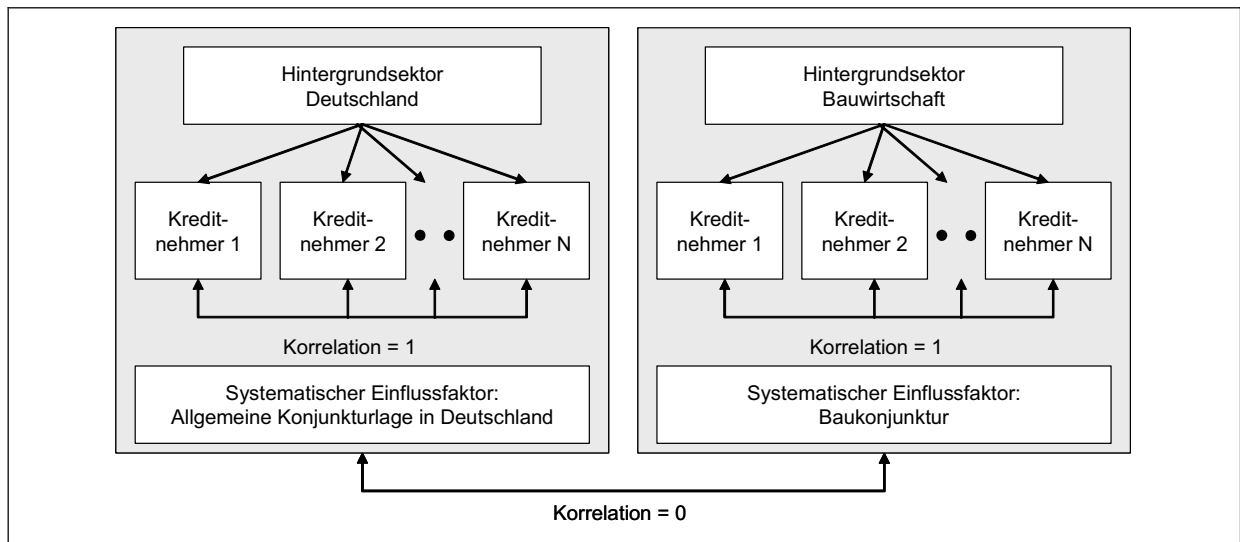 Hintergrundsektor
Deutschland
Kredit-
nehmer 1
Kredit-
nehmer 2
Kredit-
nehmer N
Korrelation = 1
Systematischer Einflussfaktor:
Allgemeine Konjunkturlage in Deutschland
Hintergrundsektor
Bauwirtschaft
Kredit-
nehmer 1
Kredit-
nehmer 2
Kredit-
nehmer N
Korrelation = 1
Systematischer Einflussfaktor:
Baukonjunktur
Korrelation = 0